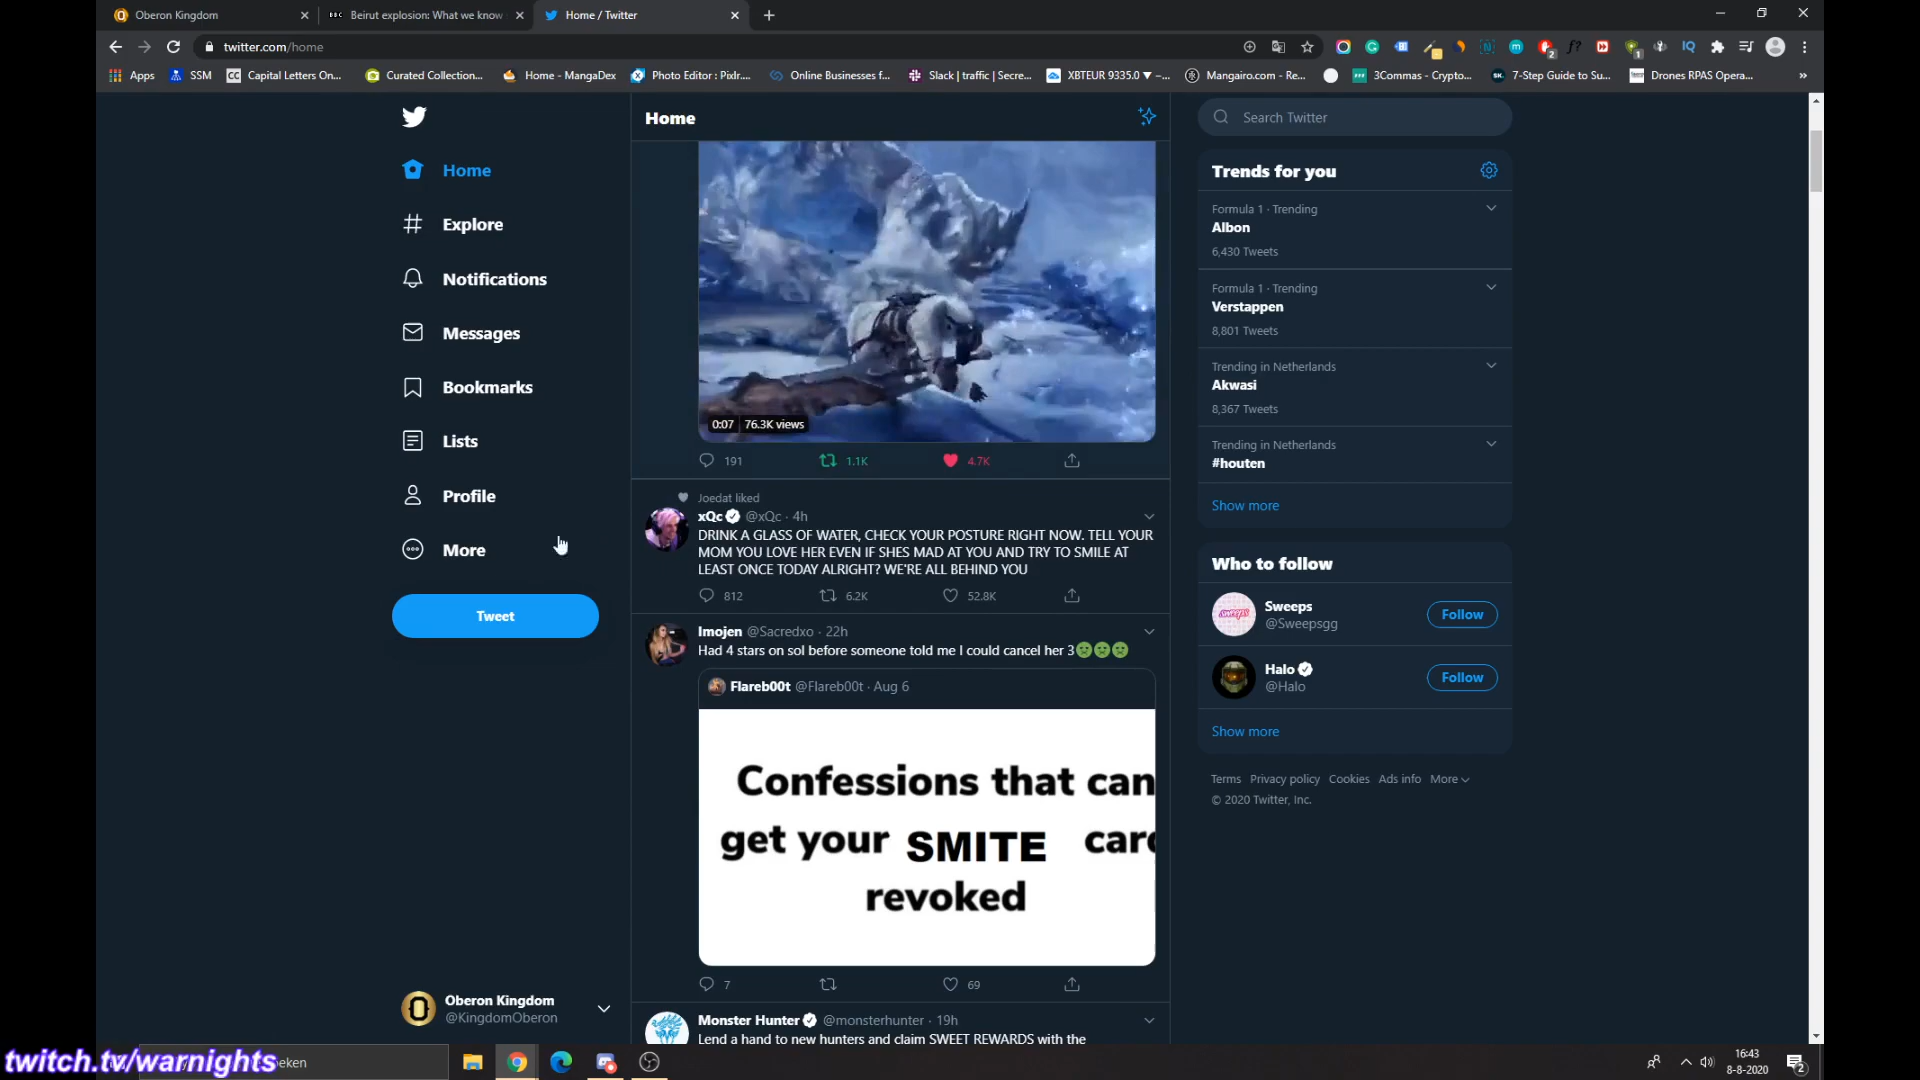 Oberon Kingdom
BBC Beirut explosion: What we know
Home / Twitter
twitter.com/home
Apps
SSM
Capital Letters On...
Curated Collection...
Home - MangaDex
Photo Editor : Pixlr...
Online Businesses f...
Slack | traffic | Secre...
XBTEUR 9335.0 ▼ –...
Mangairo.com - Re...
3Commas - Crypto...
7-Step Guide to Su...
Drones RPAS Opera...
»
Home
Explore
Notifications
Messages
Bookmarks
Lists
Profile
More
Tweet
Oberon Kingdom
@KingdomOberon
Home
0:07 76.3K views
191 1.1K 4.7K
Joedat liked
xQc @xQc · 4h
DRINK A GLASS OF WATER, CHECK YOUR POSTURE RIGHT NOW. TELL YOUR
MOM YOU LOVE HER EVEN IF SHES MAD AT YOU AND TRY TO SMILE AT
LEAST ONCE TODAY ALRIGHT? WE'RE ALL BEHIND YOU
812 6.2K 52.8K
Imojen @Sacredxo · 22h
Had 4 stars on sol before someone told me I could cancel her 3
Flareb00t @Flareb00t · Aug 6
Confessions that can
get your SMITE card
revoked
7 69
Monster Hunter @monsterhunter · 19h
Lend a hand to new hunters and claim SWEET REWARDS with the
Search Twitter
Trends for you
Formula 1 · Trending
Albon
6,430 Tweets
Formula 1 · Trending
Verstappen
8,801 Tweets
Trending in Netherlands
Akwasi
8,367 Tweets
Trending in Netherlands
#houten
Show more
Who to follow
Sweeps
@Sweepsgg
Follow
Halo
@Halo
Follow
Show more
Terms Privacy policy Cookies Ads info More
© 2020 Twitter, Inc.
twitch.tv/warnights
eken
16:43
8-8-2020
2